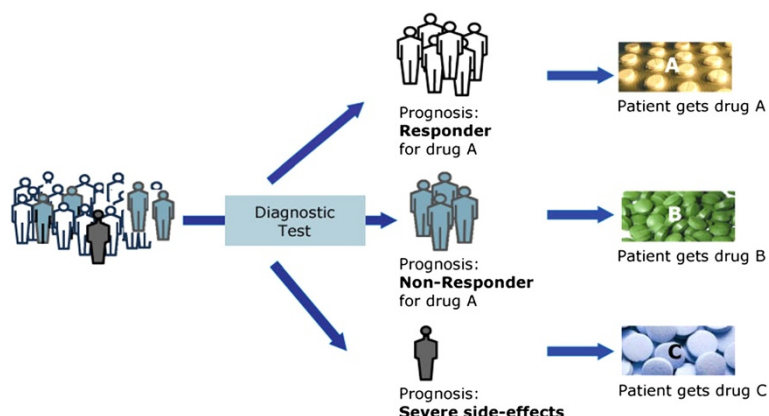 A
Patient gets drug A
Prognosis:
Responder
for drug A
Diagnostic
Test
B
Patient gets drug B
Prognosis:
Non-Responder
for drug A
C
Patient gets drug C
Prognosis:
Severe side-effects